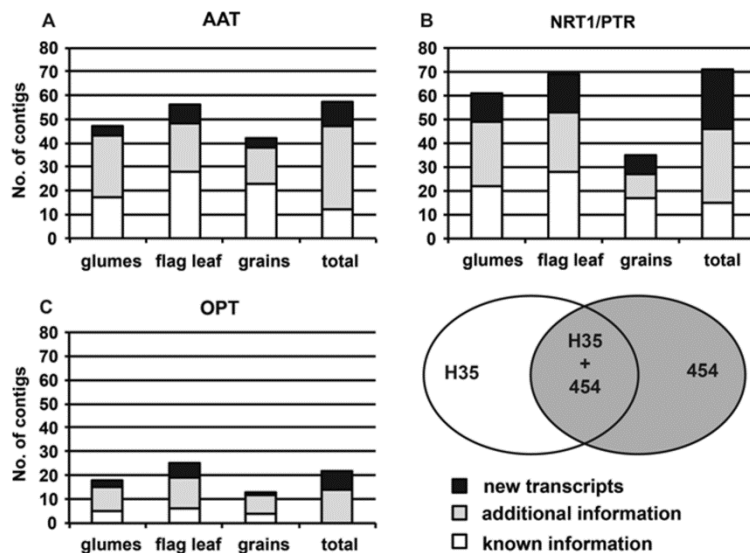 A
AAT
No. of contigs
80
70
60
50
40
30
20
10
0
glumes flag leaf grains total
B
NRT1/PTR
No. of contigs
80
70
60
50
40
30
20
10
0
glumes flag leaf grains total
C
OPT
No. of contigs
80
70
60
50
40
30
20
10
0
glumes flag leaf grains total
H35
H35
+
454
454
new transcripts
additional information
known information